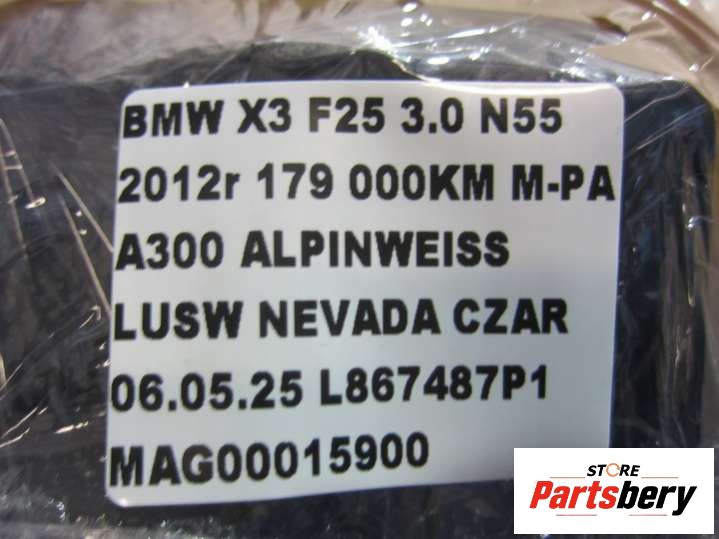 BMW X3 F25 3.0 N55
2012r 179 000KM M-PA
A300 ALPINWEISS
LUSW NEVADA CZAR
06.05.25 L867487P1
MAG00015900
STORE
Partsbery